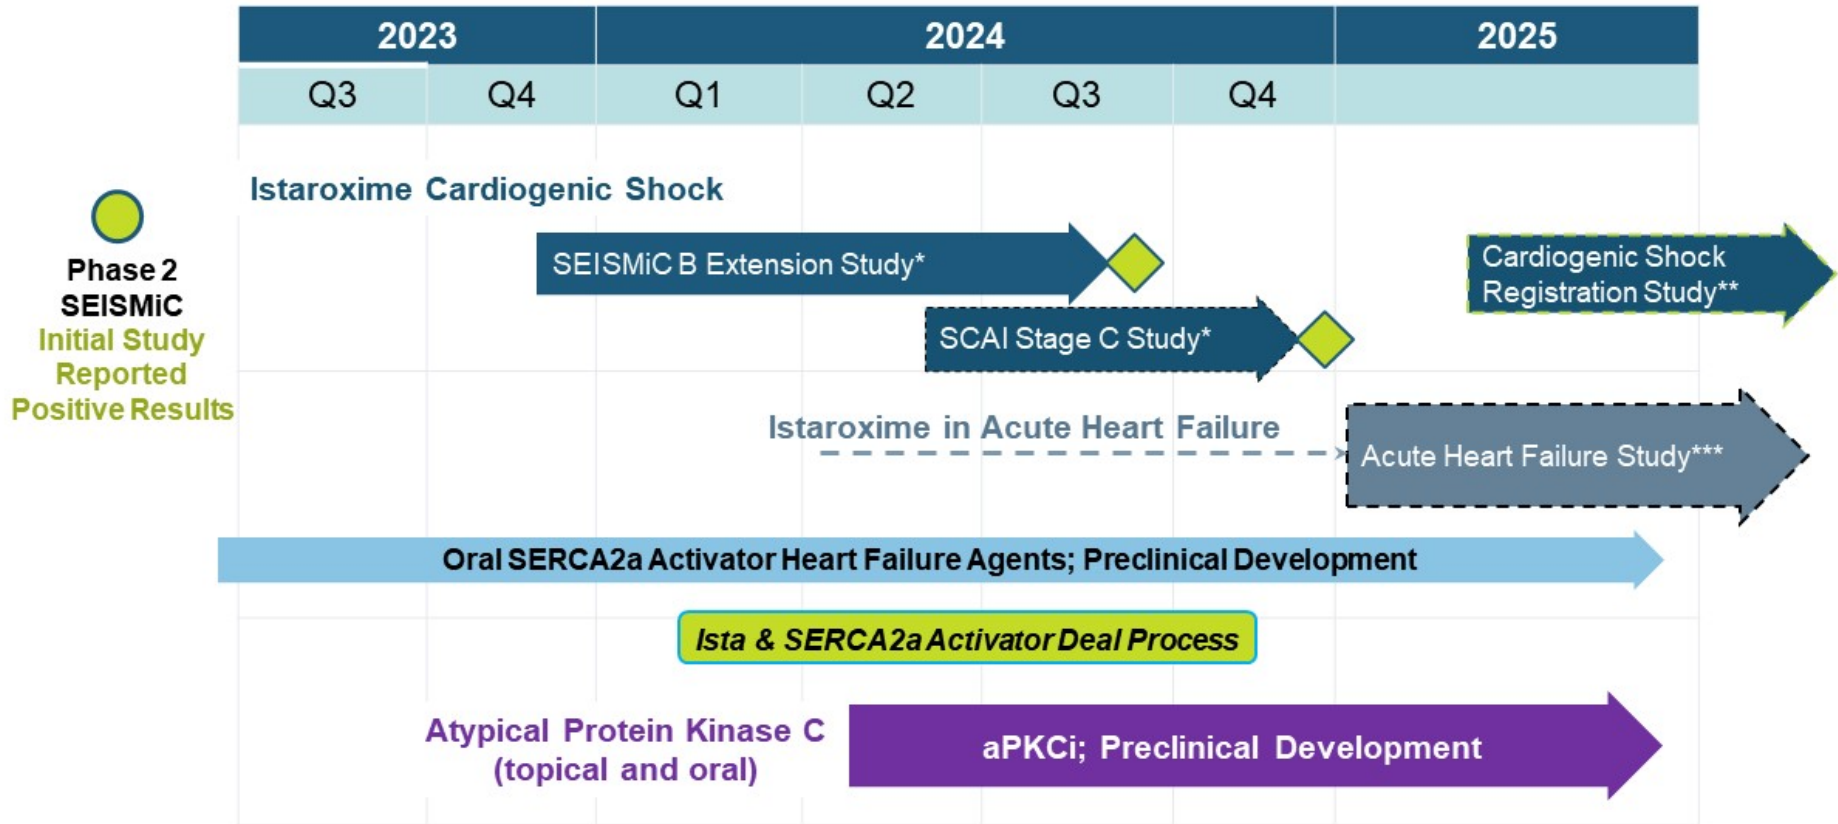 2023 2024 2025
Q3 Q4 Q1 Q2 Q3 Q4
Phase 2
SEISMiC
Initial Study
Reported
Positive Results
Istaroxime Cardiogenic Shock
SEISMiC B Extension Study*
Cardiogenic Shock
Registration Study**
SCAI Stage C Study*
Istaroxime in Acute Heart Failure
Acute Heart Failure Study***
Oral SERCA2a Activator Heart Failure Agents; Preclinical Development
Ista & SERCA2a Activator Deal Process
Atypical Protein Kinase C
(topical and oral)
aPKCi; Preclinical Development